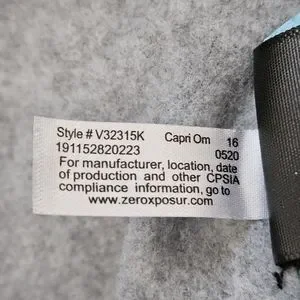 Style # V32315K Capri Om 16
191152820223 0520
For manufacturer, location, date
of production and other CPSiA
compliance information, go to
www.zeroxposur.com